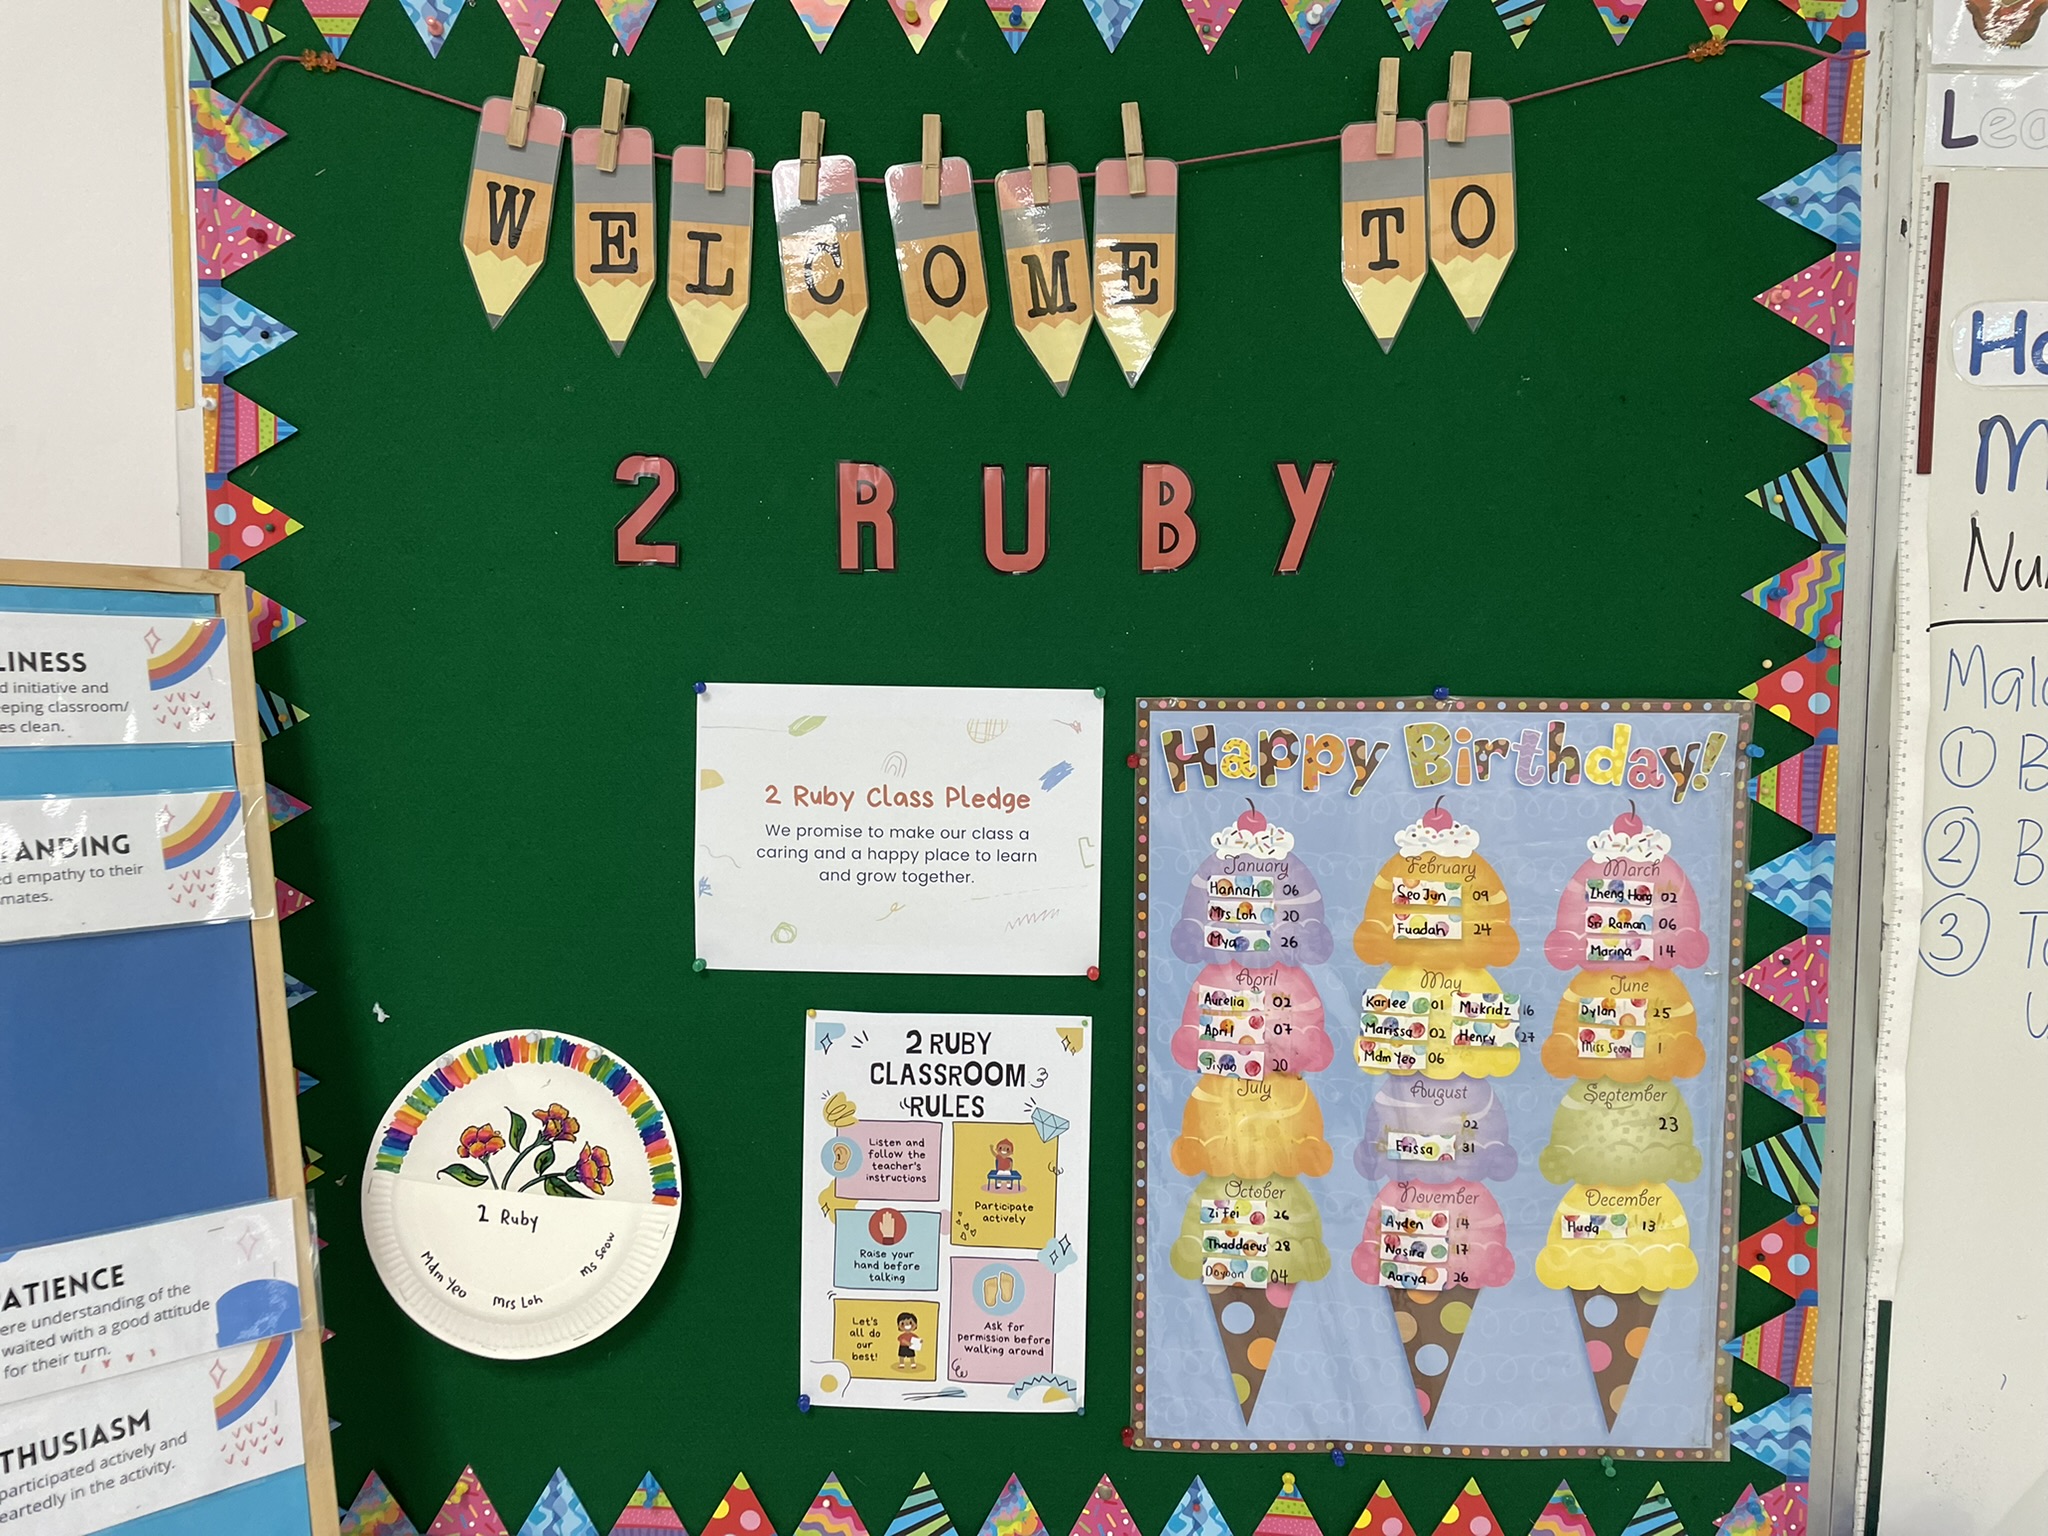 WELCOME TO
2 RUBY
LINESS
d initiative and
eping classroom/
es clean.
ANDING
ed empathy to their
mates.
ATIENCE
ere understanding of the
waited with a good attitude
for their turn.
THUSIASM
participated actively and
eartedly in the activity.
2 Ruby Class Pledge
We promise to make our class a
caring and a happy place to learn
and grow together.
2 Ruby
Mdm Yeo
Mrs Loh
Ms Seow
2 RUBY
CLASSROOM
RULES
Listen and
follow the
teacher's
instructions
Participate
actively
Raise your
hand before
talking
Ask for
permission before
walking around
Let's
all do
our
best!
Happy Birthday!
January
Hannah 06
Mrs Loh 20
Mya 26
February
Seo Jun 09
Fuadah 24
March
Zheng Hong 02
Sri Raman 06
Marina 14
April
Aurelia 02
April 07
Jiyao 20
May
Karlee 01
Marissa 02
Mdm Yeo 06
Mukridz 16
Henry 27
June
Dylan 25
Miss Seow 1
July
August
02
Erissa 31
September
23
October
Zi Fei 26
Thaddaeus 28
Doyoon 04
November
Ayden 14
Nasira 17
Aarya 26
December
Huda 13
Lea
Ho
M
Nu
Mala
① B
② B
③ To